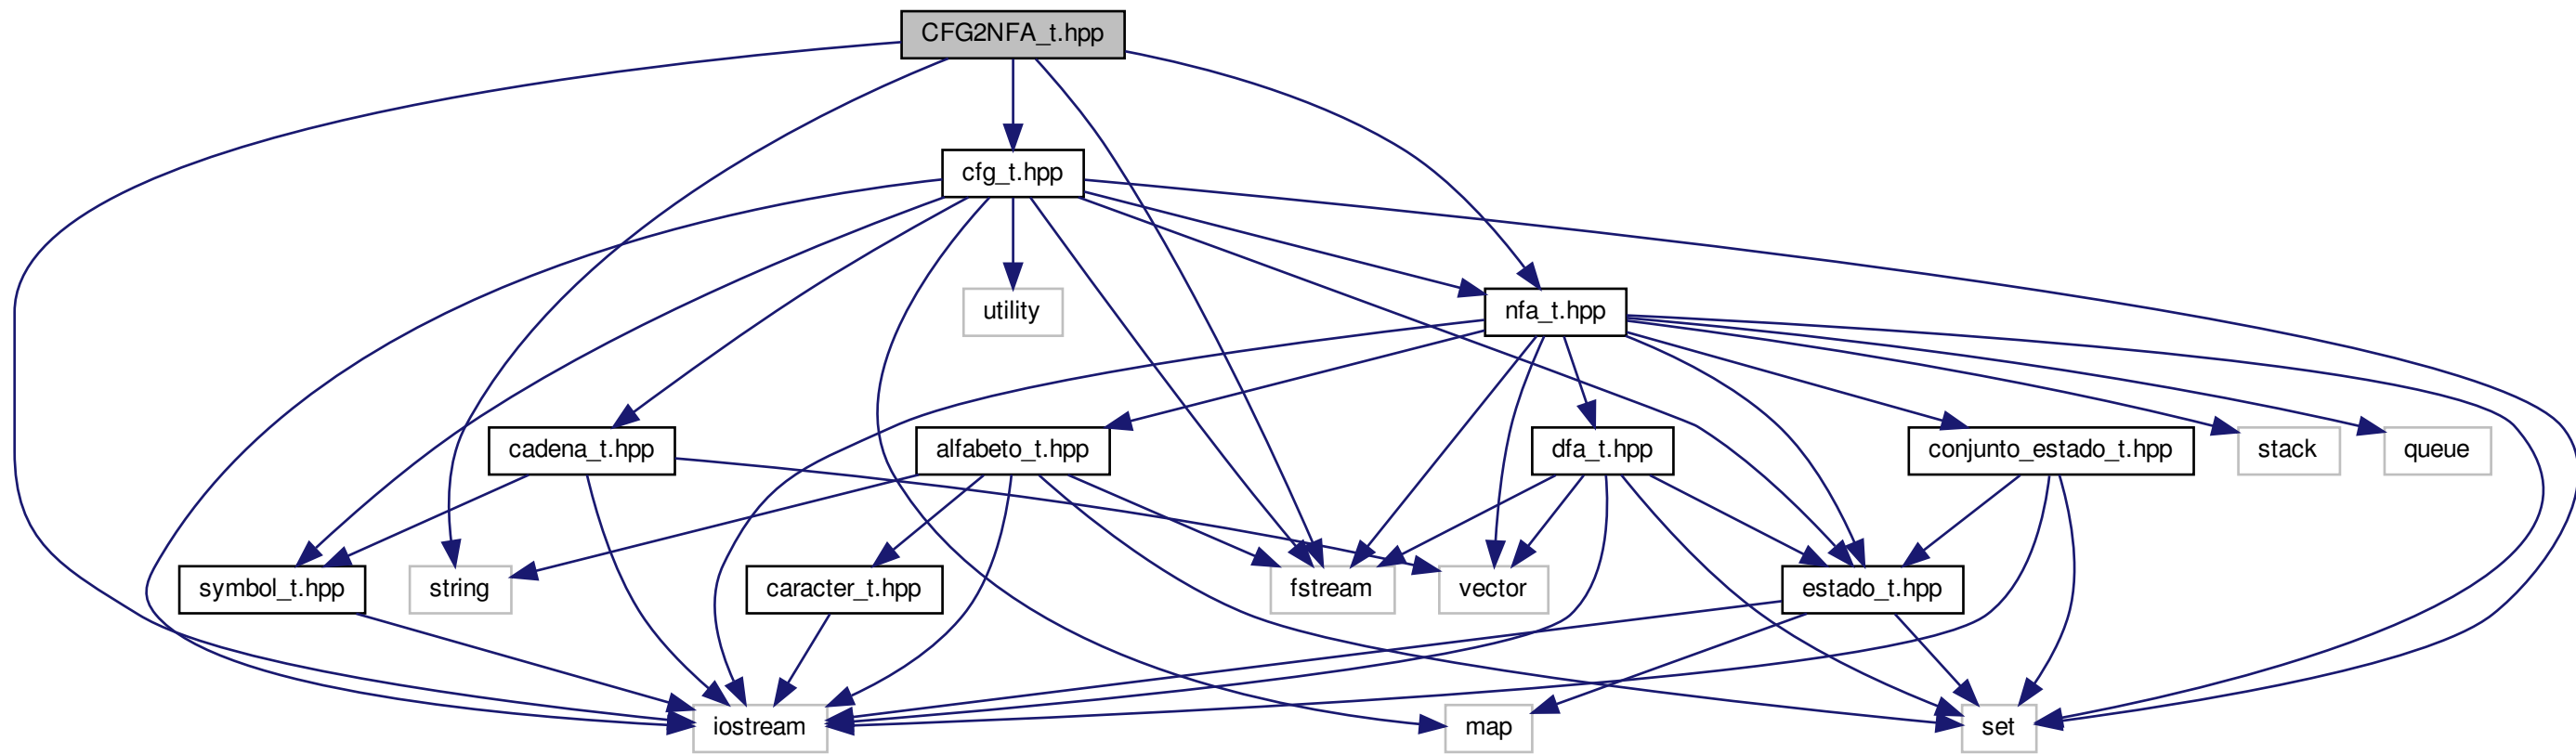 CFG2NFA_t.hpp
cfg_t.hpp
utility
nfa_t.hpp
cadena_t.hpp
alfabeto_t.hpp
dfa_t.hpp
conjunto_estado_t.hpp
stack
queue
symbol_t.hpp
string
caracter_t.hpp
fstream
vector
estado_t.hpp
iostream
map
set